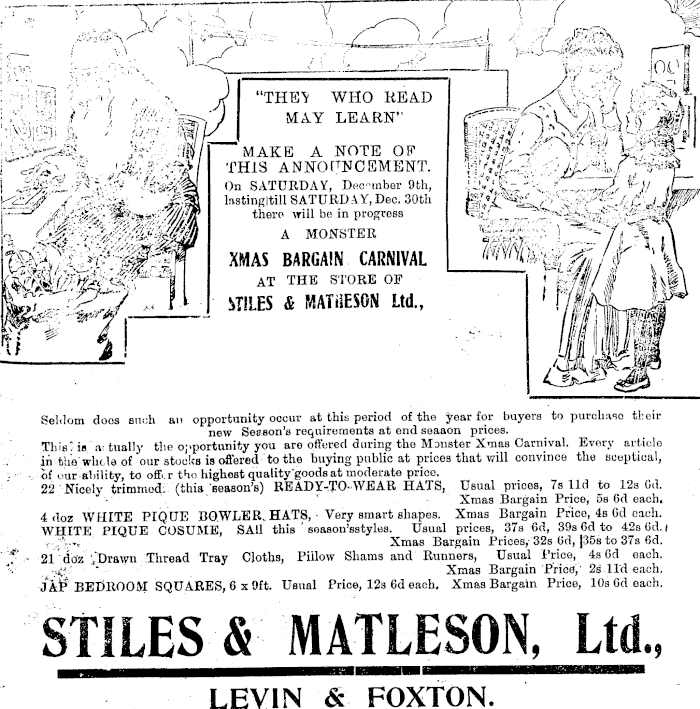 "THEY WHO READ
MAY LEARN"
MAKE A NOTE OF
THIS ANNOUNCEMENT.
On SATURDAY, December 9th,
lasting till SATURDAY, Dec. 30th
there will be in progress
A MONSTER
XMAS BARGAIN CARNIVAL
AT THE STORE OF
STILES & MATHESON Ltd.,
Seldom does such an opportunity occur at this period of the year for buyers to purchase their
new Season's requirements at end seaaon prices.
This is actually the opportunity you are offered during the Monster Xmas Carnival. Every article
in the whole of our stocks is offered to the buying public at prices that will convince the sceptical,
of our ability, to offer the highest quality goods at moderate price.
22 Nicely trimmed (this season's) READY-TO-WEAR HATS, Usual prices, 7s 11d to 12s 6d.
Xmas Bargain Price, 5s 6d each.
4 doz WHITE PIQUE BOWLER HATS, Very smart shapes. Xmas Bargain Price, 4s 6d each.
WHITE PIQUE COSUME, SAll this season'sstyles. Usual prices, 37s 6d, 39s 6d to 42s 6d.
Xmas Bargain Prices, 32s 6d, 35s to 37s 6d.
21 doz Drawn Thread Tray Cloths, Pillow Shams and Runners, Usual Price, 4s 6d each.
Xmas Bargain Price, 2s 11d each.
JAP BEDROOM SQUARES, 6 x 9ft. Usual Price, 12s 6d each. Xmas Bargain Price, 10s 6d each.
STILES & MATLESON, Ltd.,
LEVIN & FOXTON.